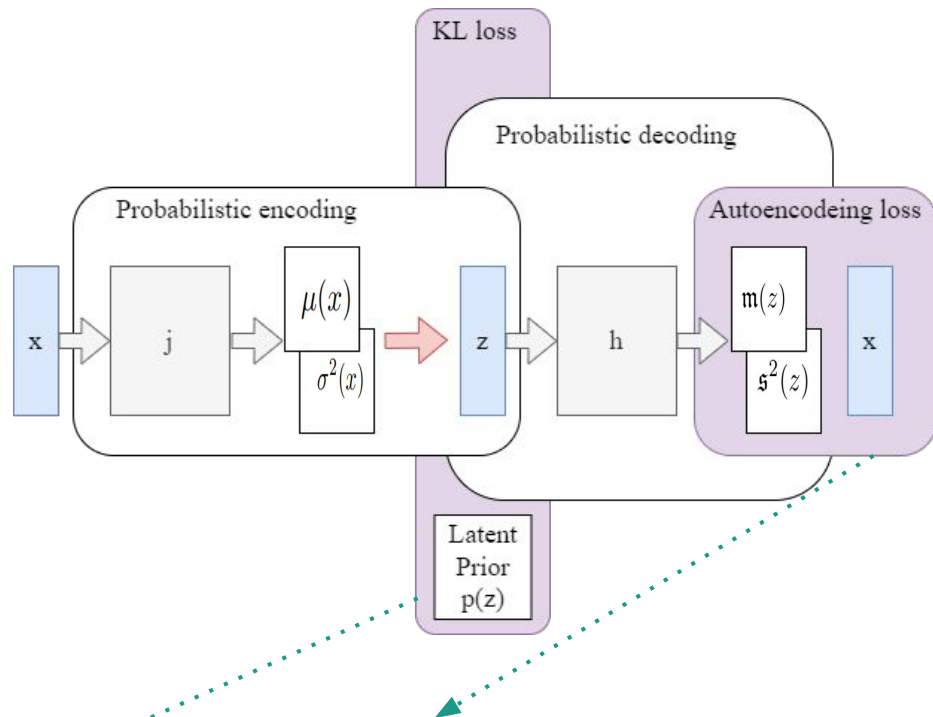 KL loss
Probabilistic decoding
Probabilistic encoding
Autoencodeing loss
x
j
μ(x)
σ²(x)
z
h
𝔪(z)
𝔰²(z)
x
Latent
Prior
p(z)